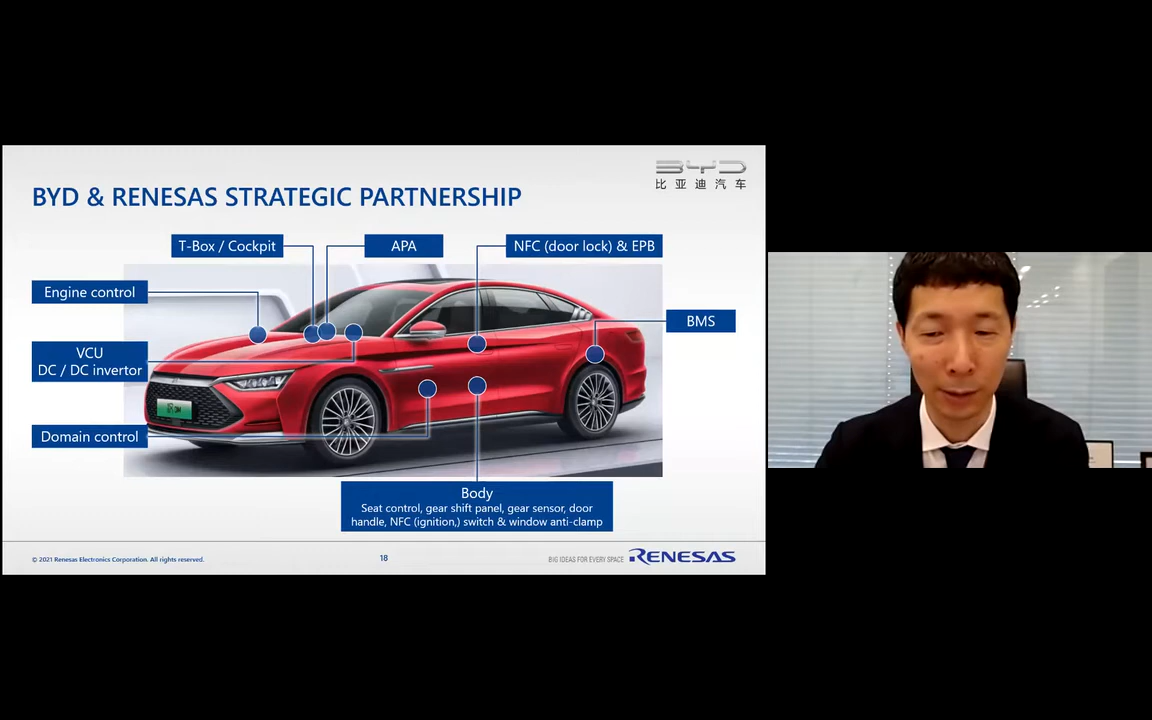 BYD
比亚迪汽车
BYD & RENESAS STRATEGIC PARTNERSHIP
T-Box / Cockpit
APA
NFC (door lock) & EPB
Engine control
BMS
VCU
DC / DC invertor
Domain control
Body
Seat control, gear shift panel, gear sensor, door
handle, NFC (ignition,) switch & window anti-clamp
© 2021 Renesas Electronics Corporation. All rights reserved.
18
BIG IDEAS FOR EVERY SPACE
RENESAS